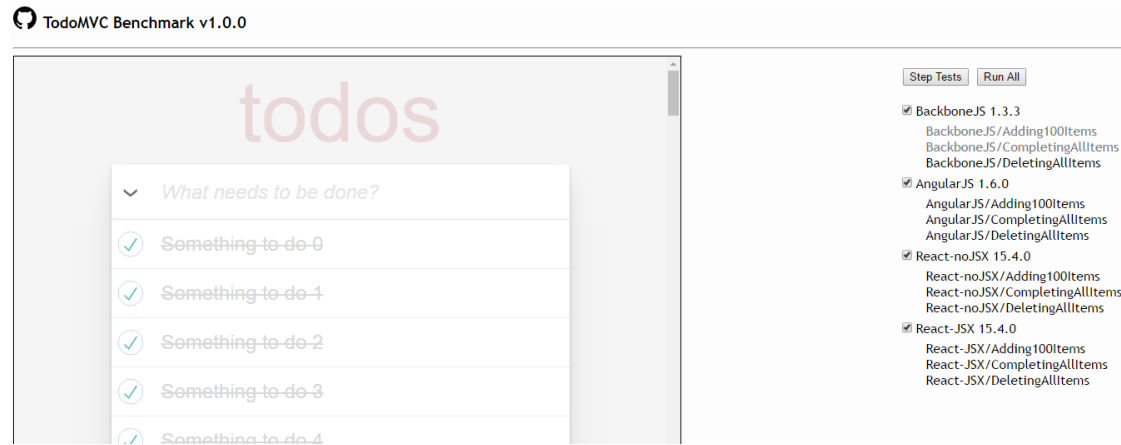 TodoMVC Benchmark v1.0.0
todos
What needs to be done?
Something to do 0
Something to do 1
Something to do 2
Something to do 3
Something to do 4
Step Tests Run All
BackboneJS 1.3.3
BackboneJS/Adding100Items
BackboneJS/CompletingAllItems
BackboneJS/DeletingAllItems
AngularJS 1.6.0
AngularJS/Adding100Items
AngularJS/CompletingAllItems
AngularJS/DeletingAllItems
React-noJSX 15.4.0
React-noJSX/Adding100Items
React-noJSX/CompletingAllItems
React-noJSX/DeletingAllItems
React-JSX 15.4.0
React-JSX/Adding100Items
React-JSX/CompletingAllItems
React-JSX/DeletingAllItems